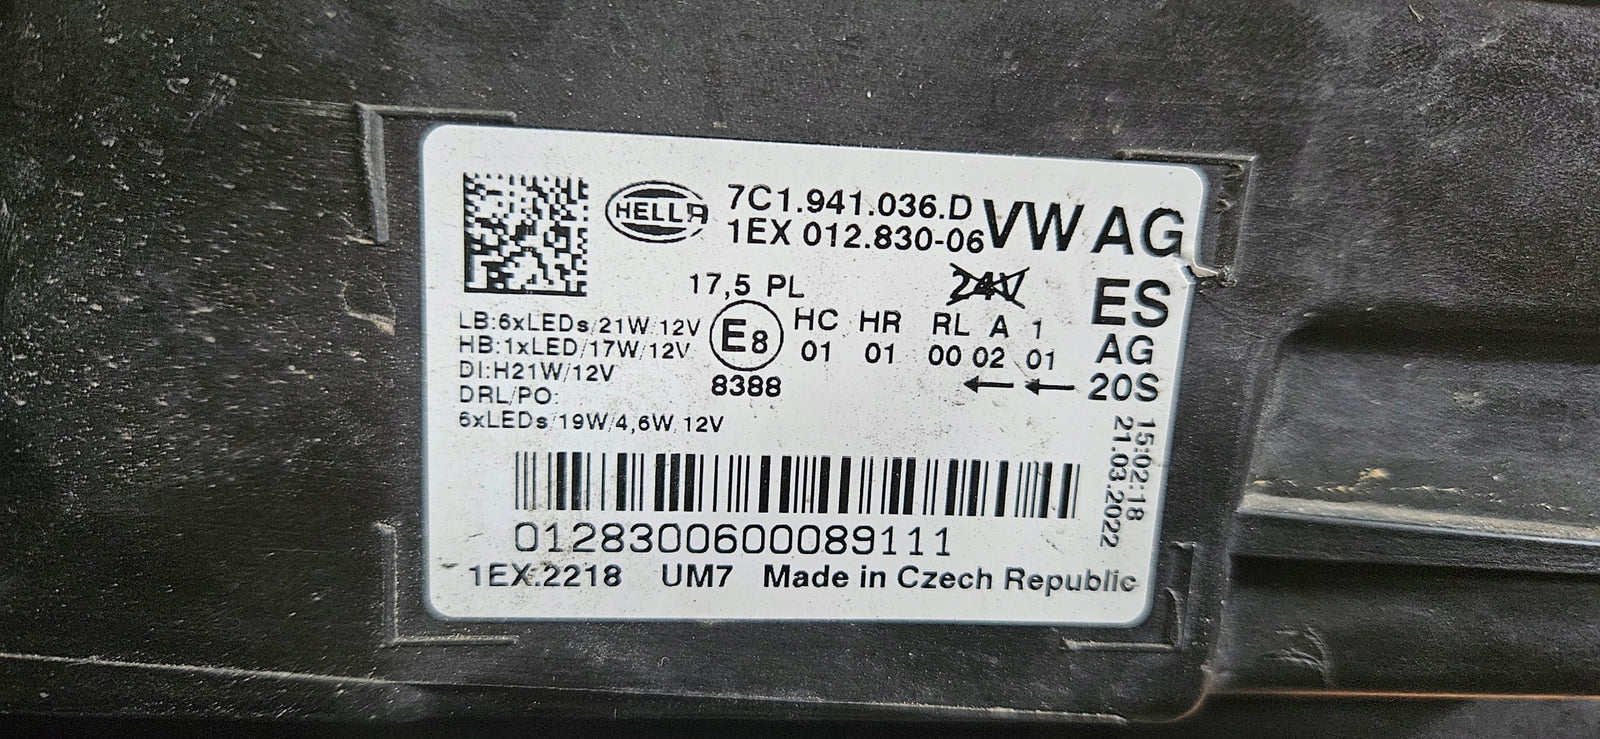 HELLA
7C1.941.036.D
1EX 012.830-06
VW AG
17,5 PL
24V
ES
LB:6xLEDs/21W/12V
HB:1xLED/17W/12V
DI:H21W/12V
DRL/PO:
6xLEDs/19W/4,6W/12V
E8
8388
HC HR RL A 1
01 01 00 02 01
AG
← ← 20S
15:02:18
21.03.2022
0128300600089111
1EX.2218 UM7 Made in Czech Republic